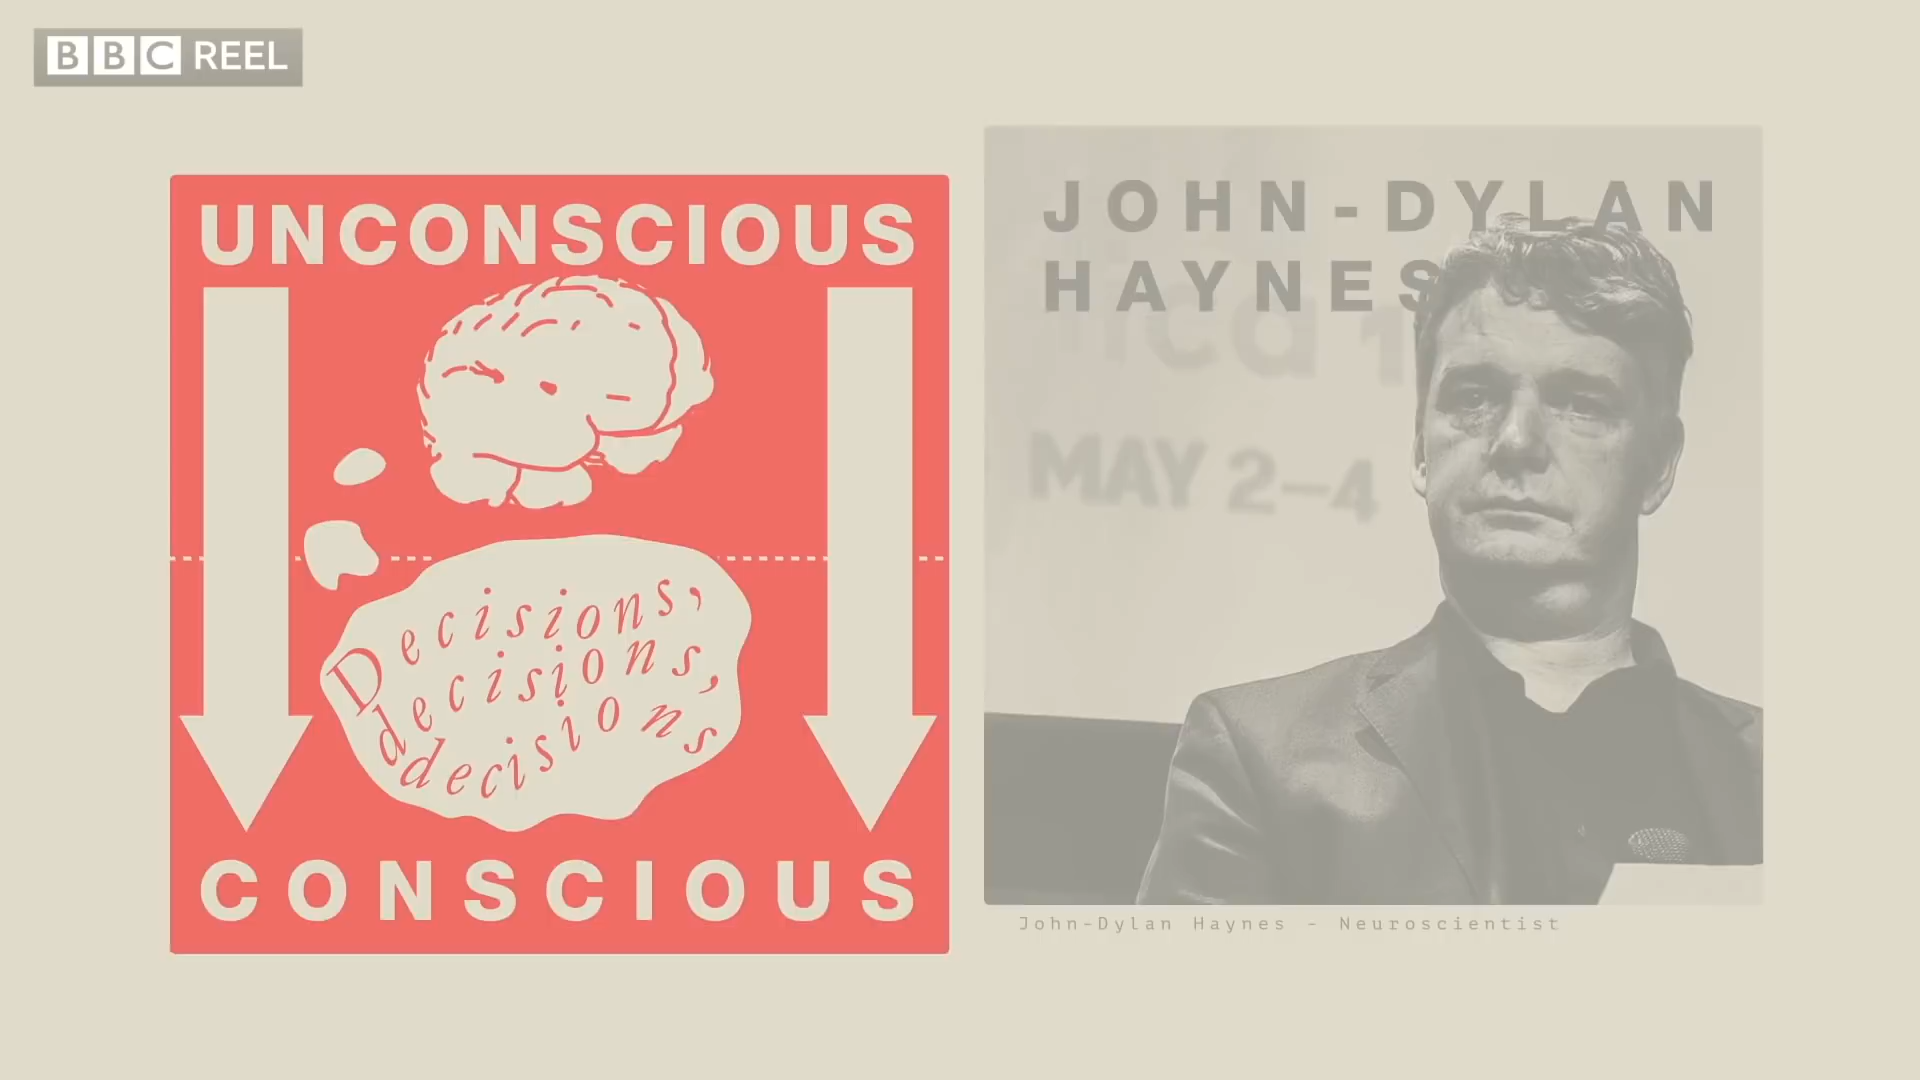 BBC REEL
UNCONSCIOUS
Decisions,
decisions,
decisions
CONSCIOUS
JOHN-DYLAN
HAYNES
MAY 2–4
John-Dylan Haynes - Neuroscientist